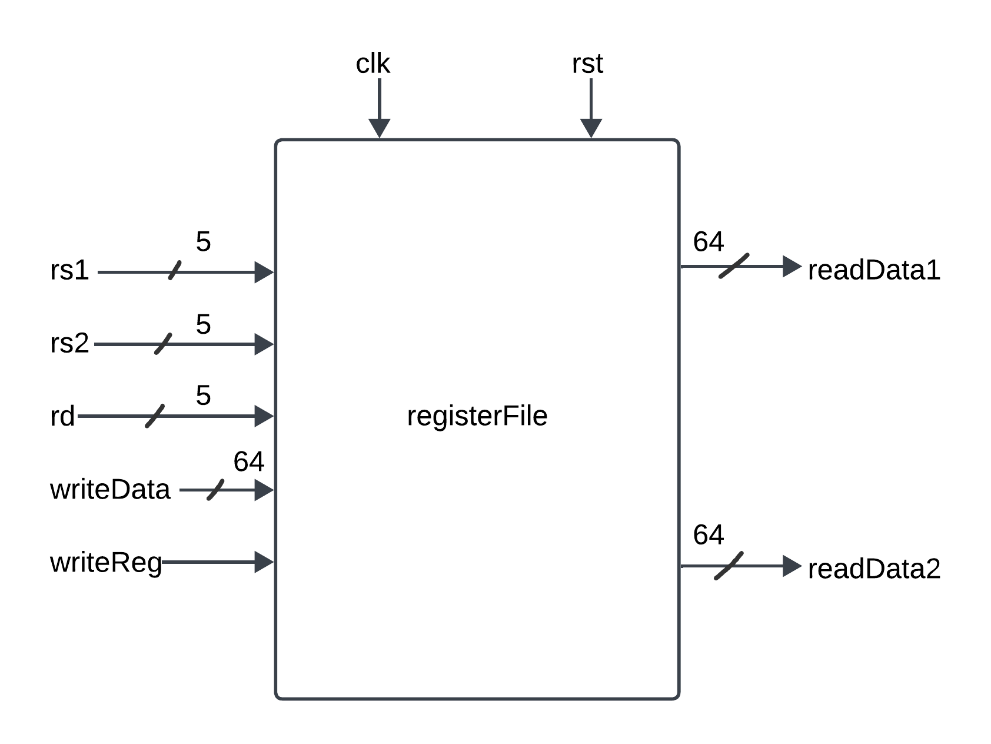 clk
rst
5
rs1
64
readData1
5
rs2
5
rd
registerFile
64
writeData
writeReg
64
readData2